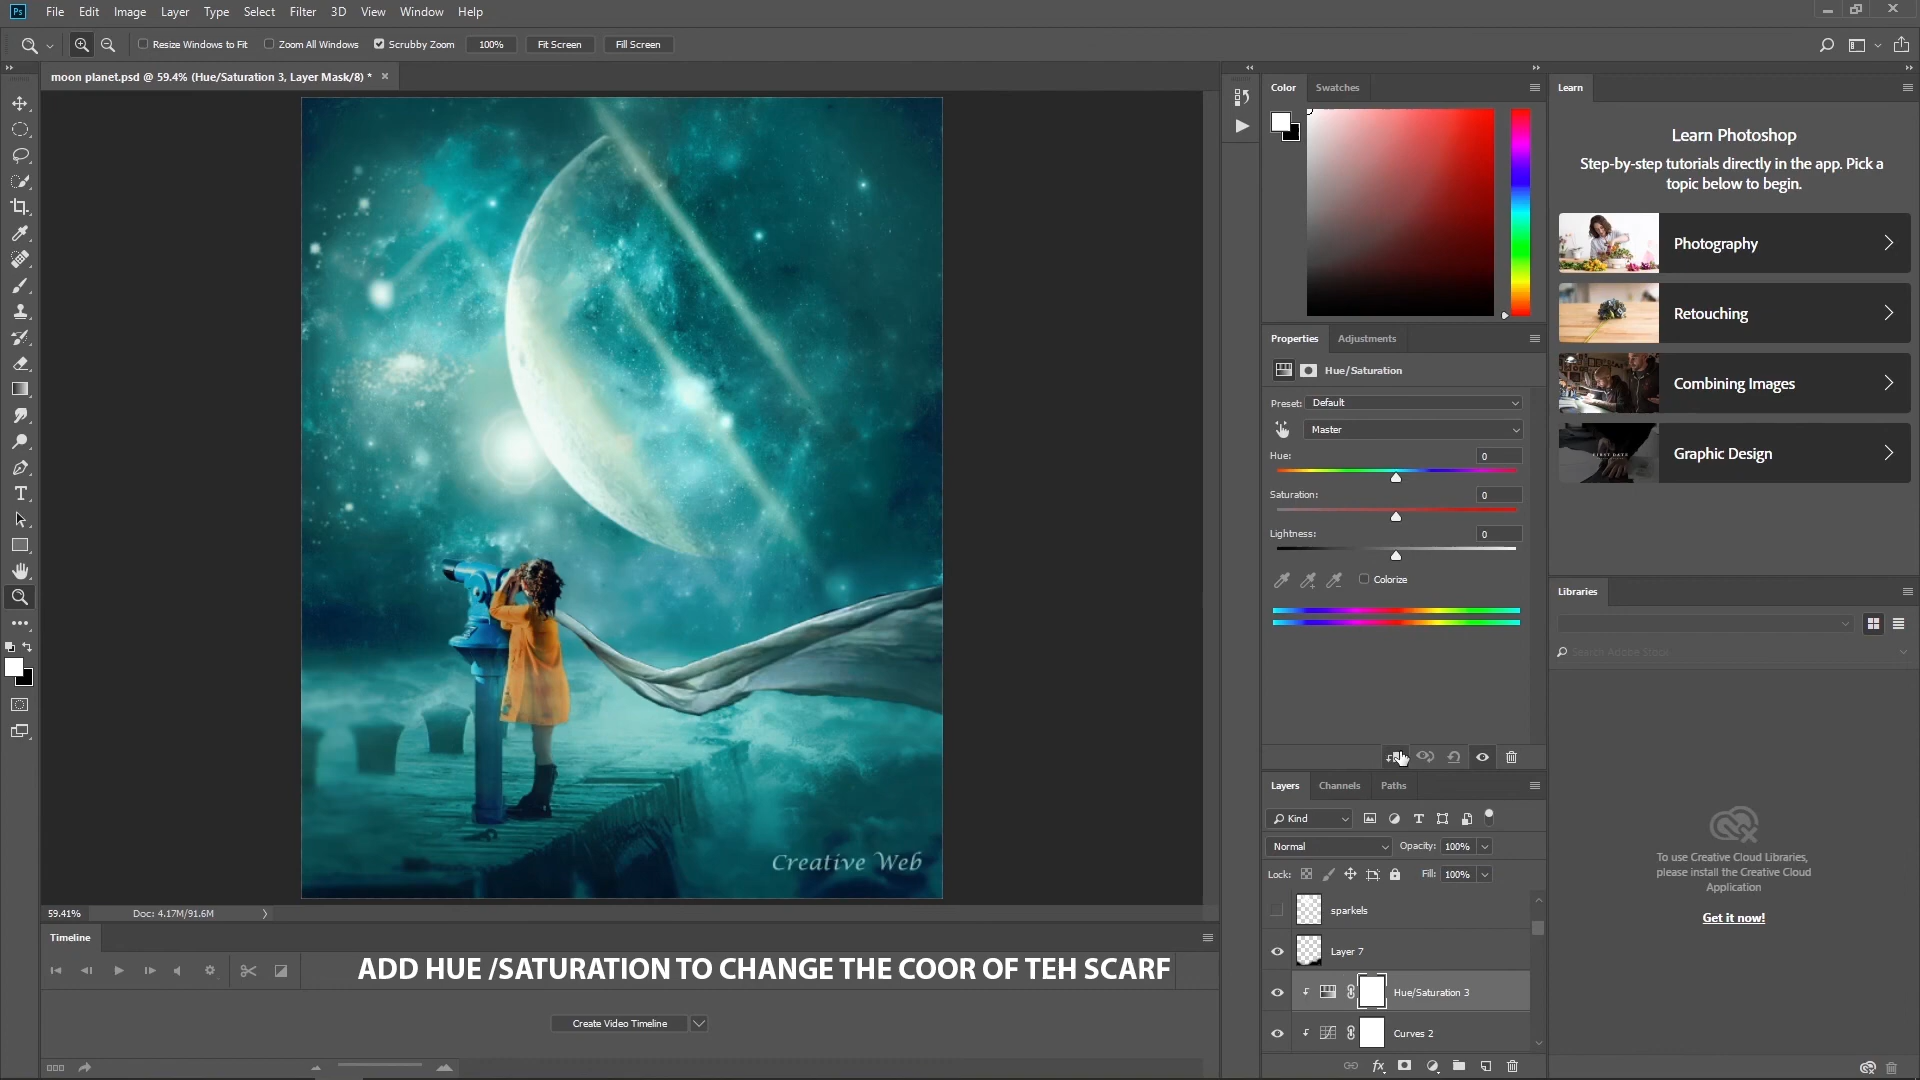 Ps File Edit Image Layer Type Select Filter 3D View Window Help
Resize Windows to Fit Zoom All Windows Scrubby Zoom 100% Fit Screen Fill Screen
moon planet.psd @ 59.4% (Hue/Saturation 3, Layer Mask/8) * ×
Creative Web
59.41% Doc: 4.17M/91.6M
Timeline
ADD HUE /SATURATION TO CHANGE THE COOR OF TEH SCARF
Create Video Timeline
Color Swatches
Properties Adjustments
Hue/Saturation
Preset: Default
Master
Hue: 0
Saturation: 0
Lightness: 0
Colorize
Layers Channels Paths
Kind
Normal Opacity: 100%
Lock: Fill: 100%
sparkels
Layer 7
Hue/Saturation 3
Curves 2
Learn
Learn Photoshop
Step-by-step tutorials directly in the app. Pick a
topic below to begin.
Photography
Retouching
Combining Images
Graphic Design
Libraries
Search Adobe Stock
To use Creative Cloud Libraries,
please install the Creative Cloud
Application
Get it now!